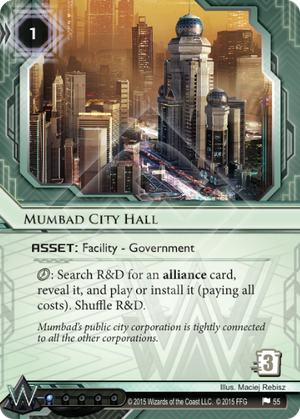 1
MUMBAD CITY HALL
ASSET: Facility - Government
: Search R&D for an alliance card,
reveal it, and play or install it (paying all
costs). Shuffle R&D.
Mumbad's public city corporation is tightly connected
to all the other corporations.
3
Illus. Maciej Rebisz
© 2015 Wizards of the Coast LLC. © 2015 FFG 55